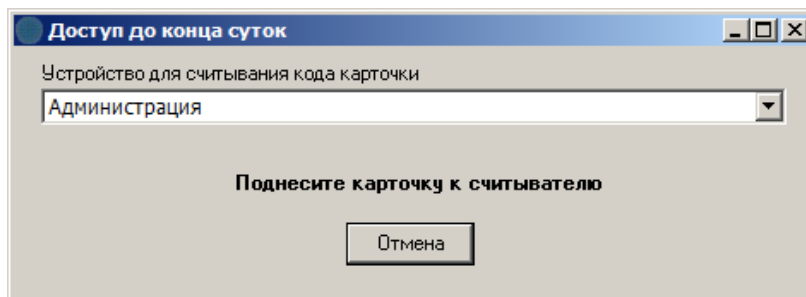 Доступ до конца суток
Устройство для считывания кода карточки
Администрация
Поднесите карточку к считывателю
Отмена